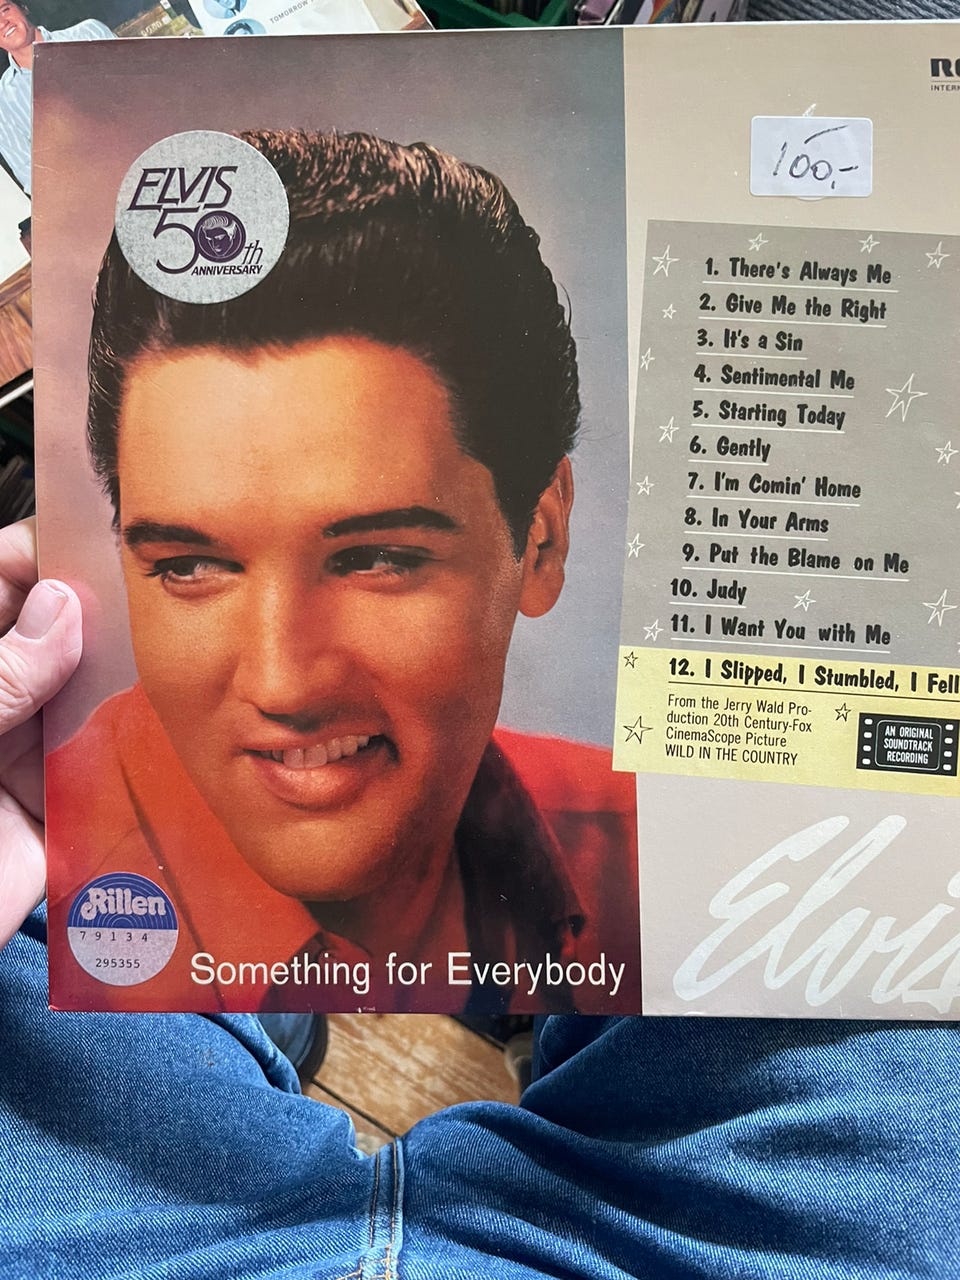 TOMORROW
ELVIS
50th
ANNIVERSARY
100,-
1. There's Always Me
2. Give Me the Right
3. It's a Sin
4. Sentimental Me
5. Starting Today
6. Gently
7. I'm Comin' Home
8. In Your Arms
9. Put the Blame on Me
10. Judy
11. I Want You with Me
12. I Slipped, I Stumbled, I Fell
From the Jerry Wald Pro-
duction 20th Century-Fox
CinemaScope Picture
WILD IN THE COUNTRY
AN ORIGINAL
SOUNDTRACK
RECORDING
Elvis
Rillen
79134
295355
Something for Everybody